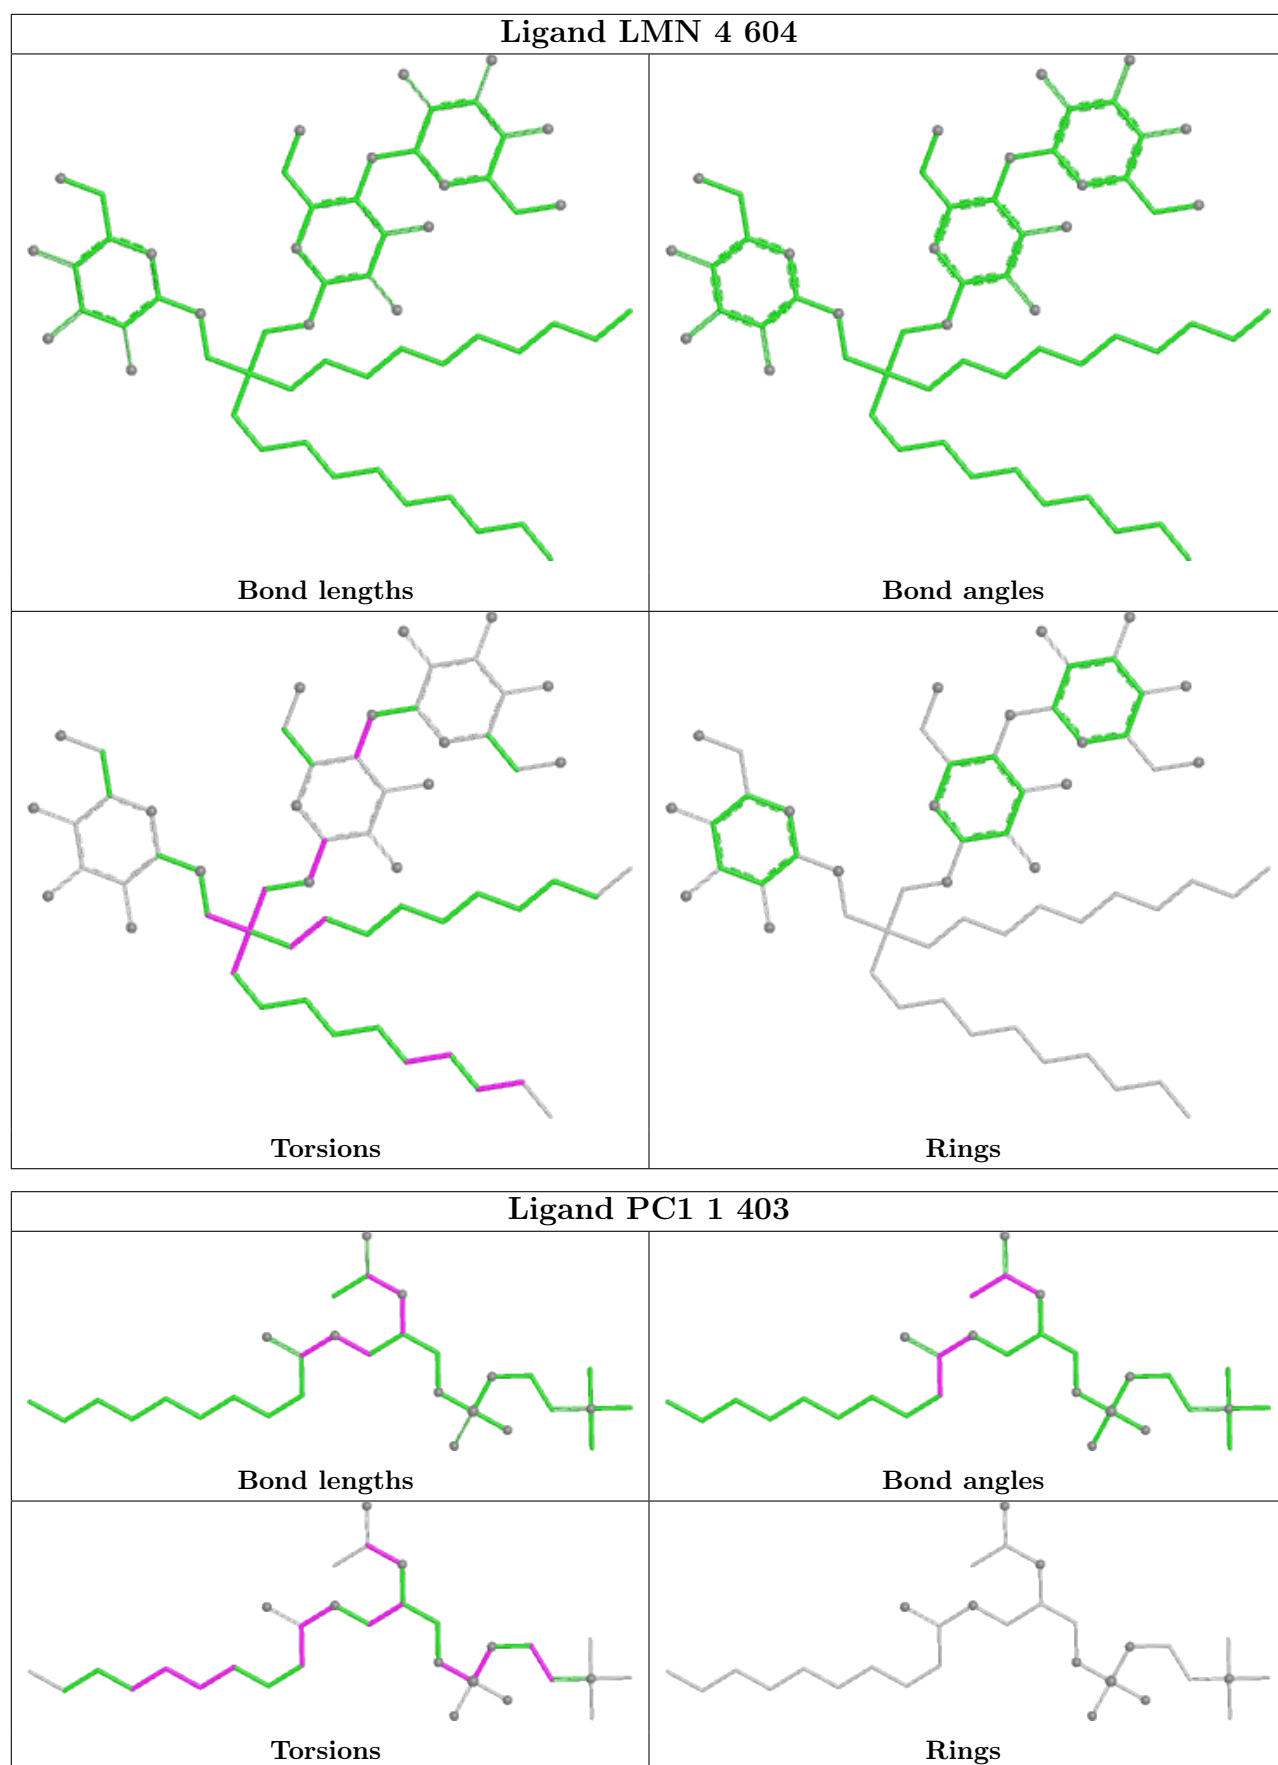 Ligand LMN 4 604
Bond lengths
Bond angles
Torsions
Rings
Ligand PC1 1 403
Bond lengths
Bond angles
Torsions
Rings